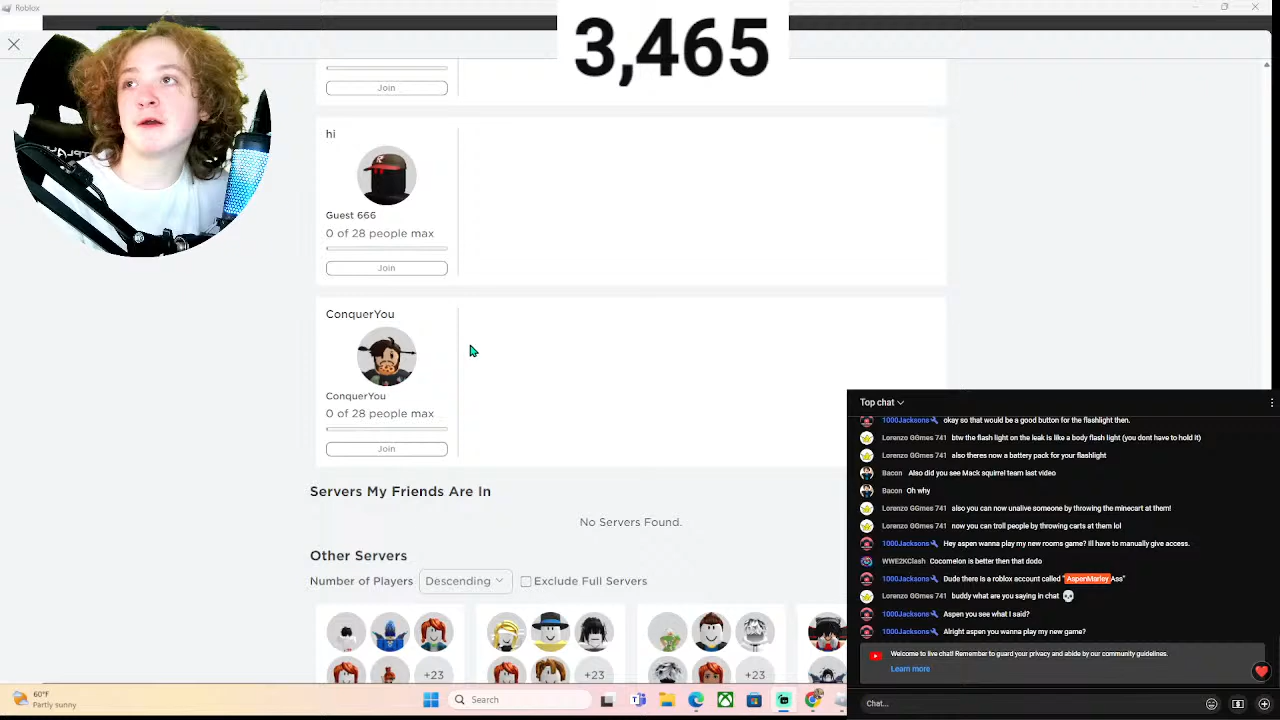 Roblox
3,465
Join
hi
Guest 666
0 of 28 people max
Join
ConquerYou
ConquerYou
0 of 28 people max
Join
Servers My Friends Are In
No Servers Found.
Other Servers
Number of Players Descending Exclude Full Servers
+23
+23
Top chat
1000Jacksons okay so that would be a good button for the flashlight then.
Lorenzo GGmes 741 btw the flash light on the leak is like a body flash light (you dont have to hold it)
Lorenzo GGmes 741 also theres now a battery pack for your flashlight
Bacon Also did you see Mack squirrel team last video
Bacon Oh why
Lorenzo GGmes 741 also you can now unalive someone by throwing the minecart at them!
Lorenzo GGmes 741 now you can troll people by throwing carts at them lol
1000Jacksons Hey aspen wanna play my new rooms game? Ill have to manually give access.
WWE2KClash Cocomelon is better then that dodo
1000Jacksons Dude there is a roblox account called "AspenMarleyAss"
Lorenzo GGmes 741 buddy what are you saying in chat 💀
1000Jacksons Aspen you see what I said?
1000Jacksons Alright aspen you wanna play my new game?
Welcome to live chat! Remember to guard your privacy and abide by our community guidelines.
Learn more
Chat...
60°F
Partly sunny
Search